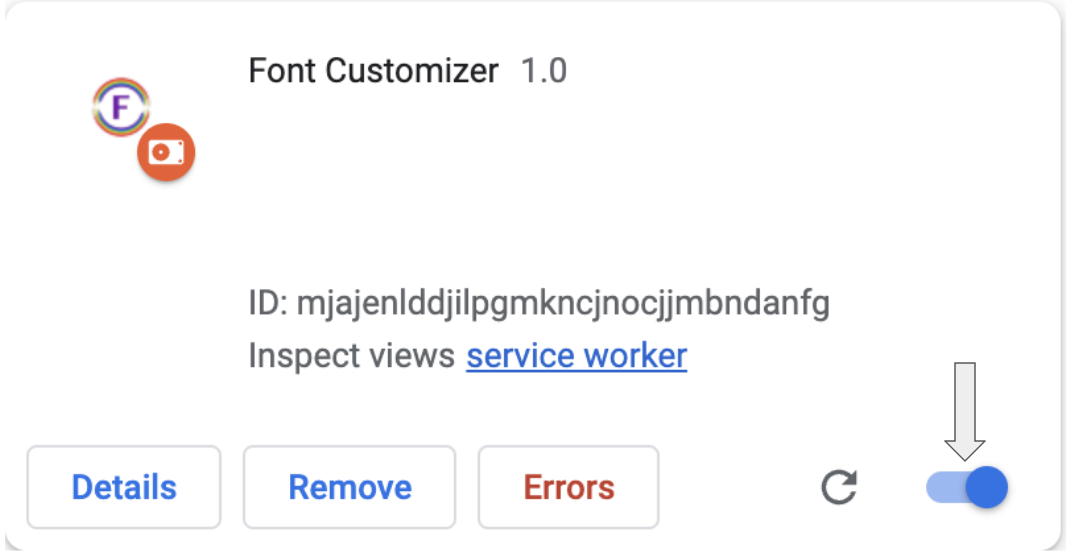 Font Customizer 1.0
F
ID: mjajenlddjilpgmkncjnocjjmbndanfg
Inspect views service worker
Details Remove Errors